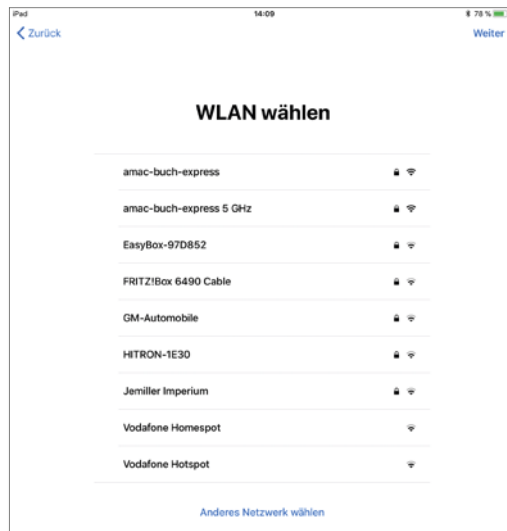 iPad 14:09 78 %
Zurück Weiter
WLAN wählen
amac-buch-express
amac-buch-express 5 GHz
EasyBox-97D852
FRITZ!Box 6490 Cable
GM-Automobile
HITRON-1E30
Jemiller Imperium
Vodafone Homespot
Vodafone Hotspot
Anderes Netzwerk wählen